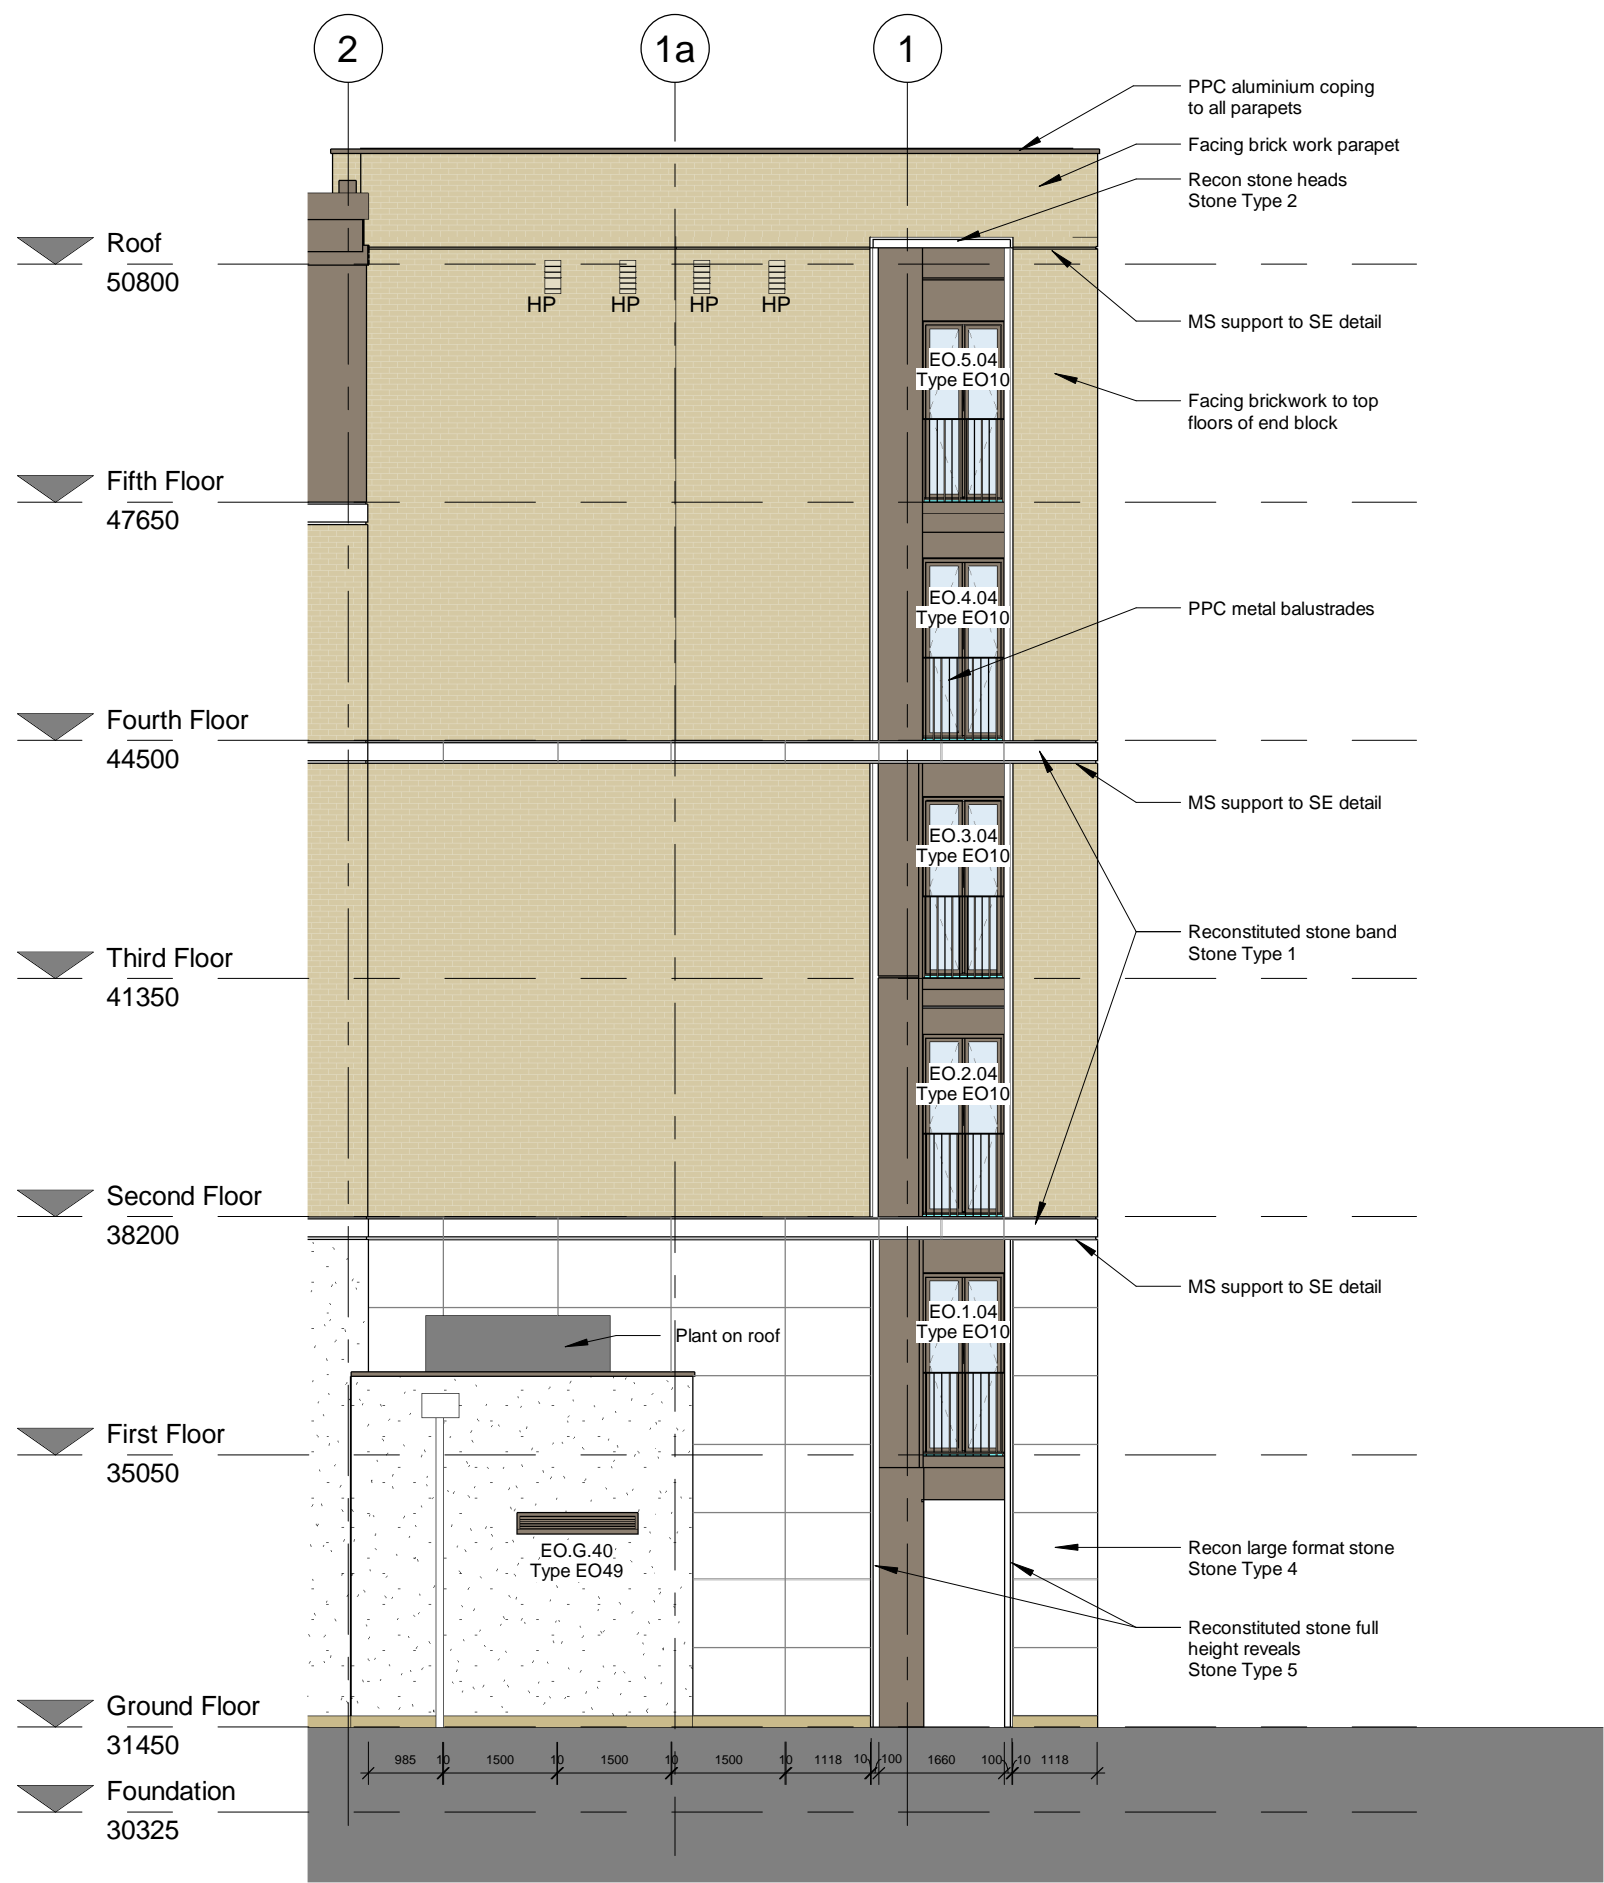 2
1a
1
PPC aluminium coping
to all parapets
Facing brick work parapet
Recon stone heads
Stone Type 2
Roof
50800
HP
HP
HP
HP
MS support to SE detail
EO.5.04
Type EO10
Facing brickwork to top
floors of end block
Fifth Floor
47650
EO.4.04
Type EO10
PPC metal balustrades
Fourth Floor
44500
MS support to SE detail
EO.3.04
Type EO10
Reconstituted stone band
Stone Type 1
Third Floor
41350
EO.2.04
Type EO10
Second Floor
38200
MS support to SE detail
EO.1.04
Type EO10
Plant on roof
First Floor
35050
EO.G.40
Type EO49
Recon large format stone
Stone Type 4
Reconstituted stone full
height reveals
Stone Type 5
Ground Floor
31450
985 10 1500 10 1500 10 1500 10 1118 10 100 1660 100 10 1118
Foundation
30325